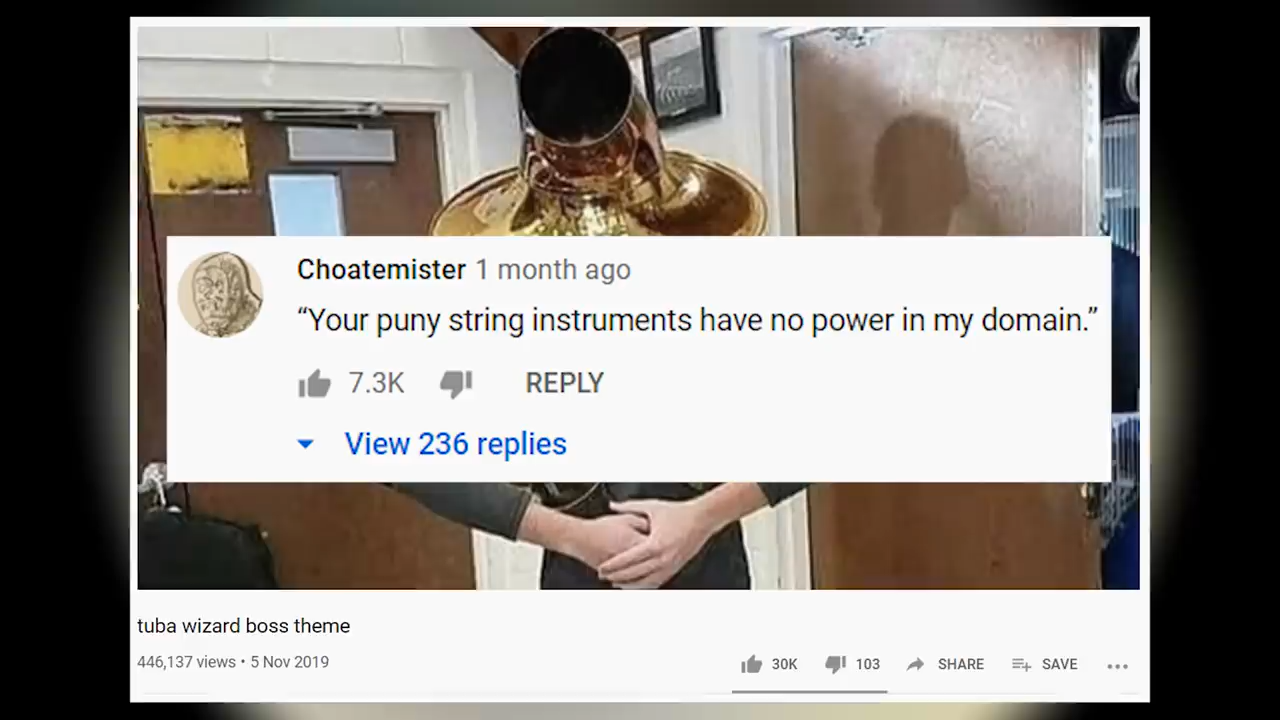 Choatemister 1 month ago
“Your puny string instruments have no power in my domain.”
7.3K REPLY
View 236 replies
tuba wizard boss theme
446,137 views • 5 Nov 2019
30K 103 SHARE SAVE